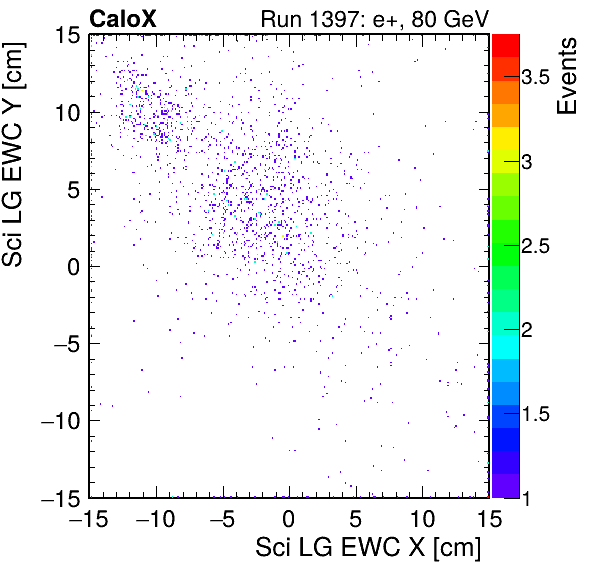 CaloX Run 1397: e+, 80 GeV
Sci LG EWC Y [cm]
15
10
5
0
−5
−10
−15
−15 −10 −5 0 5 10 15
Sci LG EWC X [cm]
Events
3.5
3
2.5
2
1.5
1